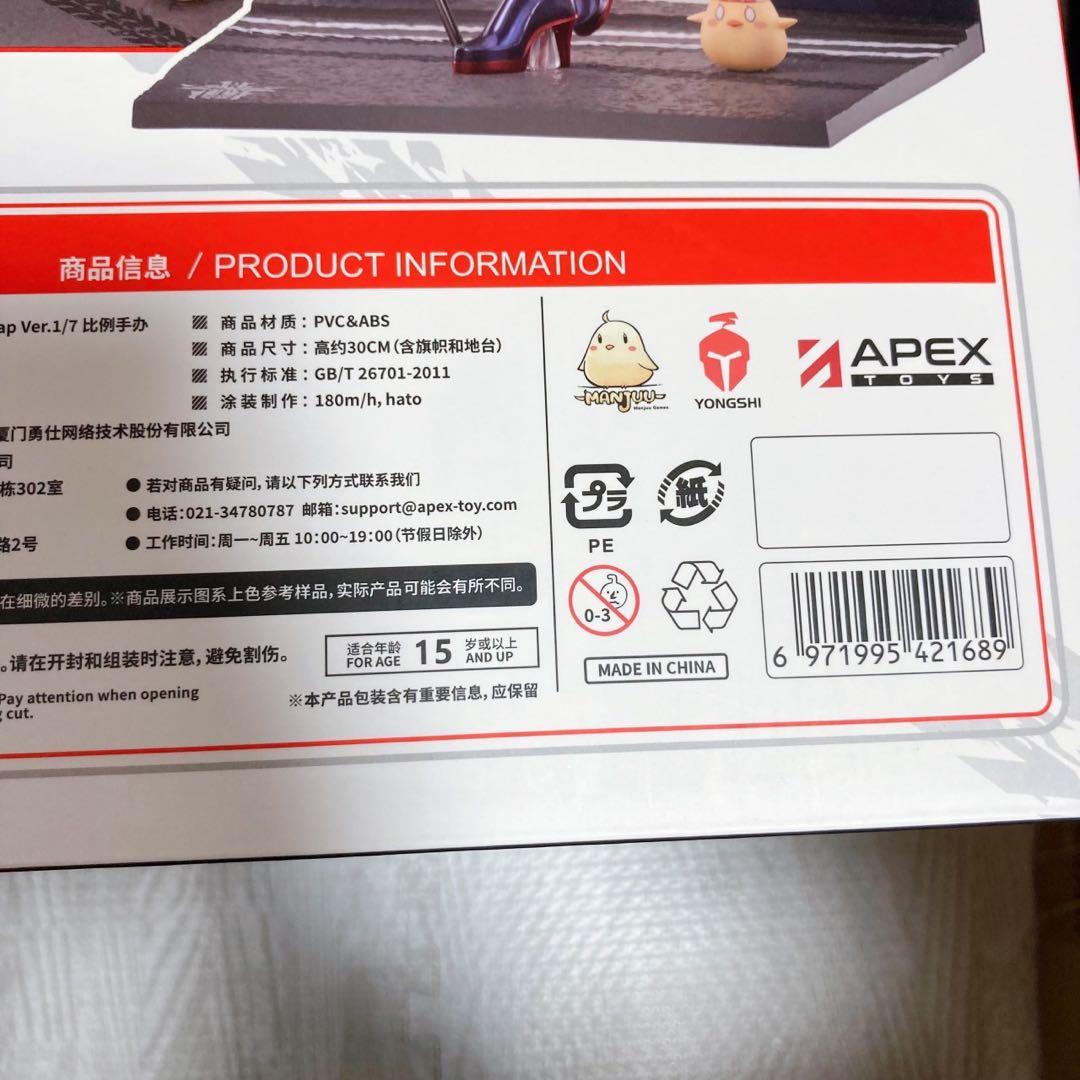 商品信息 / PRODUCT INFORMATION
ap Ver.1/7 比例手办
商品材质：PVC&ABS
商品尺寸：高约30CM（含旗帜和地台）
执行标准：GB/T 26701-2011
涂装制作：180m/h, hato
厦门勇仕网络技术股份有限公司
司
栋302室
路2号
● 若对商品有疑问，请以下列方式联系我们
● 电话：021-34780787 邮箱：support@apex-toy.com
● 工作时间：周一~周五 10:00~19:00（节假日除外）
在细微的差别。※商品展示图系上色参考样品，实际产品可能会有所不同。
。请在开封和组装时注意，避免割伤。
Pay attention when opening
cut.
适合年龄 15 岁或以上
FOR AGE AND UP
※本产品包装含有重要信息，应保留
MANJUU
Manjuu Games
YONGSHI
APEX
TOYS
プラ
PE
紙
0-3
MADE IN CHINA
6 971995 421689